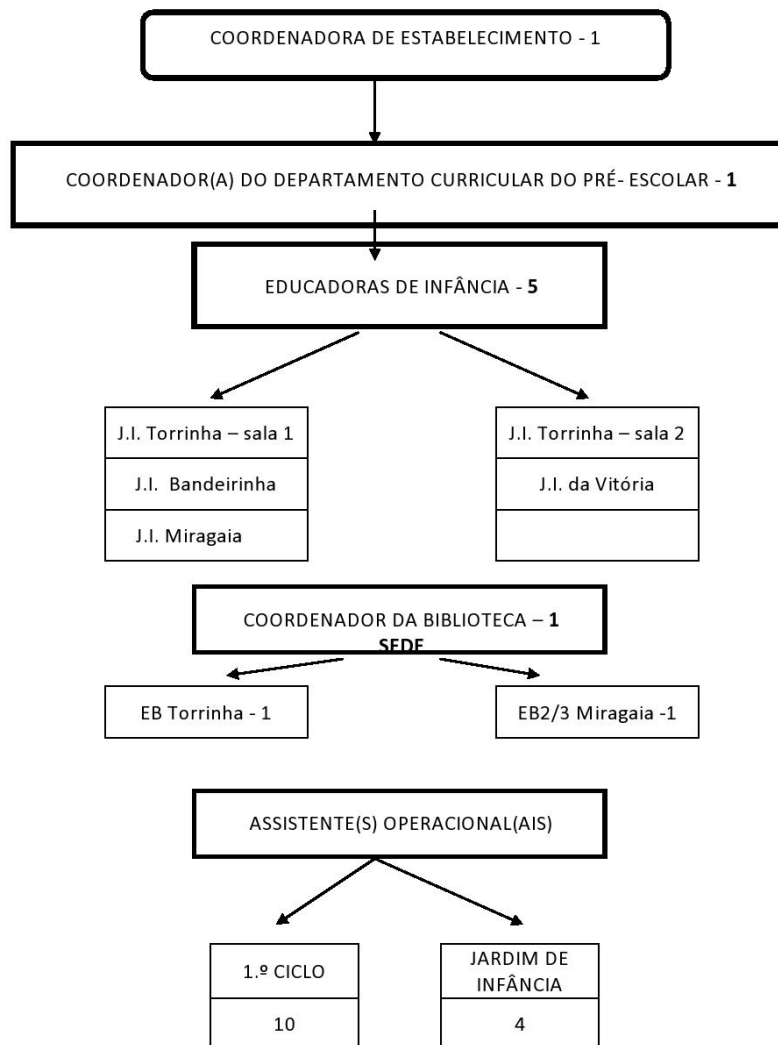 COORDENADORA DE ESTABELECIMENTO - 1
COORDENADOR(A) DO DEPARTAMENTO CURRICULAR DO PRÉ- ESCOLAR - 1
EDUCADORAS DE INFÂNCIA - 5
J.I. Torrinha – sala 1
J.I. Bandeirinha
J.I. Miragaia
J.I. Torrinha – sala 2
J.I. da Vitória
COORDENADOR DA BIBLIOTECA – 1
SEDE
EB Torrinha - 1
EB2/3 Miragaia -1
ASSISTENTE(S) OPERACIONAL(AIS)
1.º CICLO
10
JARDIM DE
INFÂNCIA
4